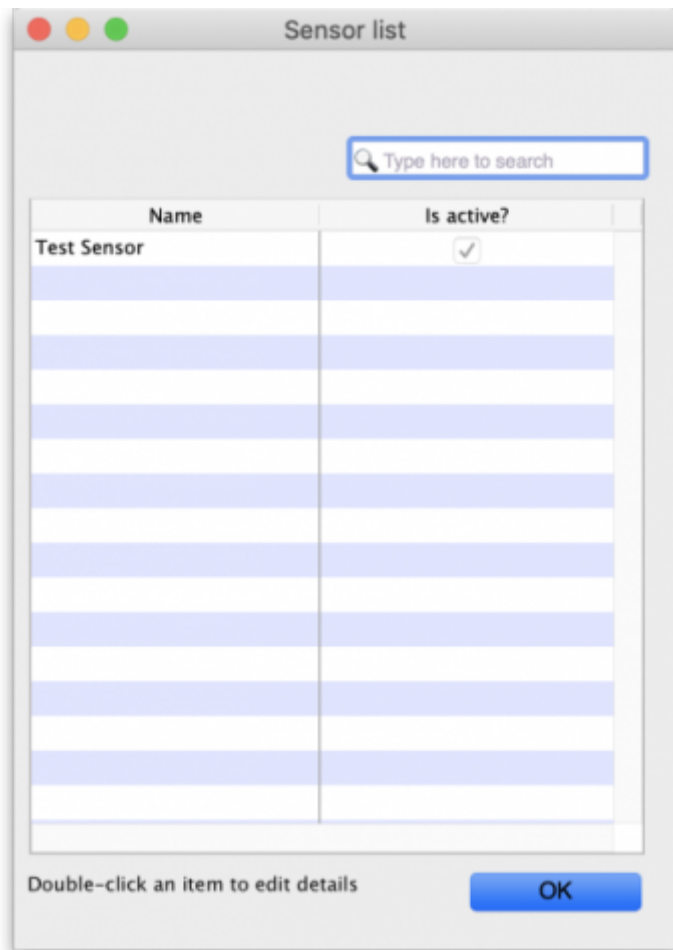 Sensor list
Type here to search
Name Is active?
Test Sensor
Double-click an item to edit details
OK